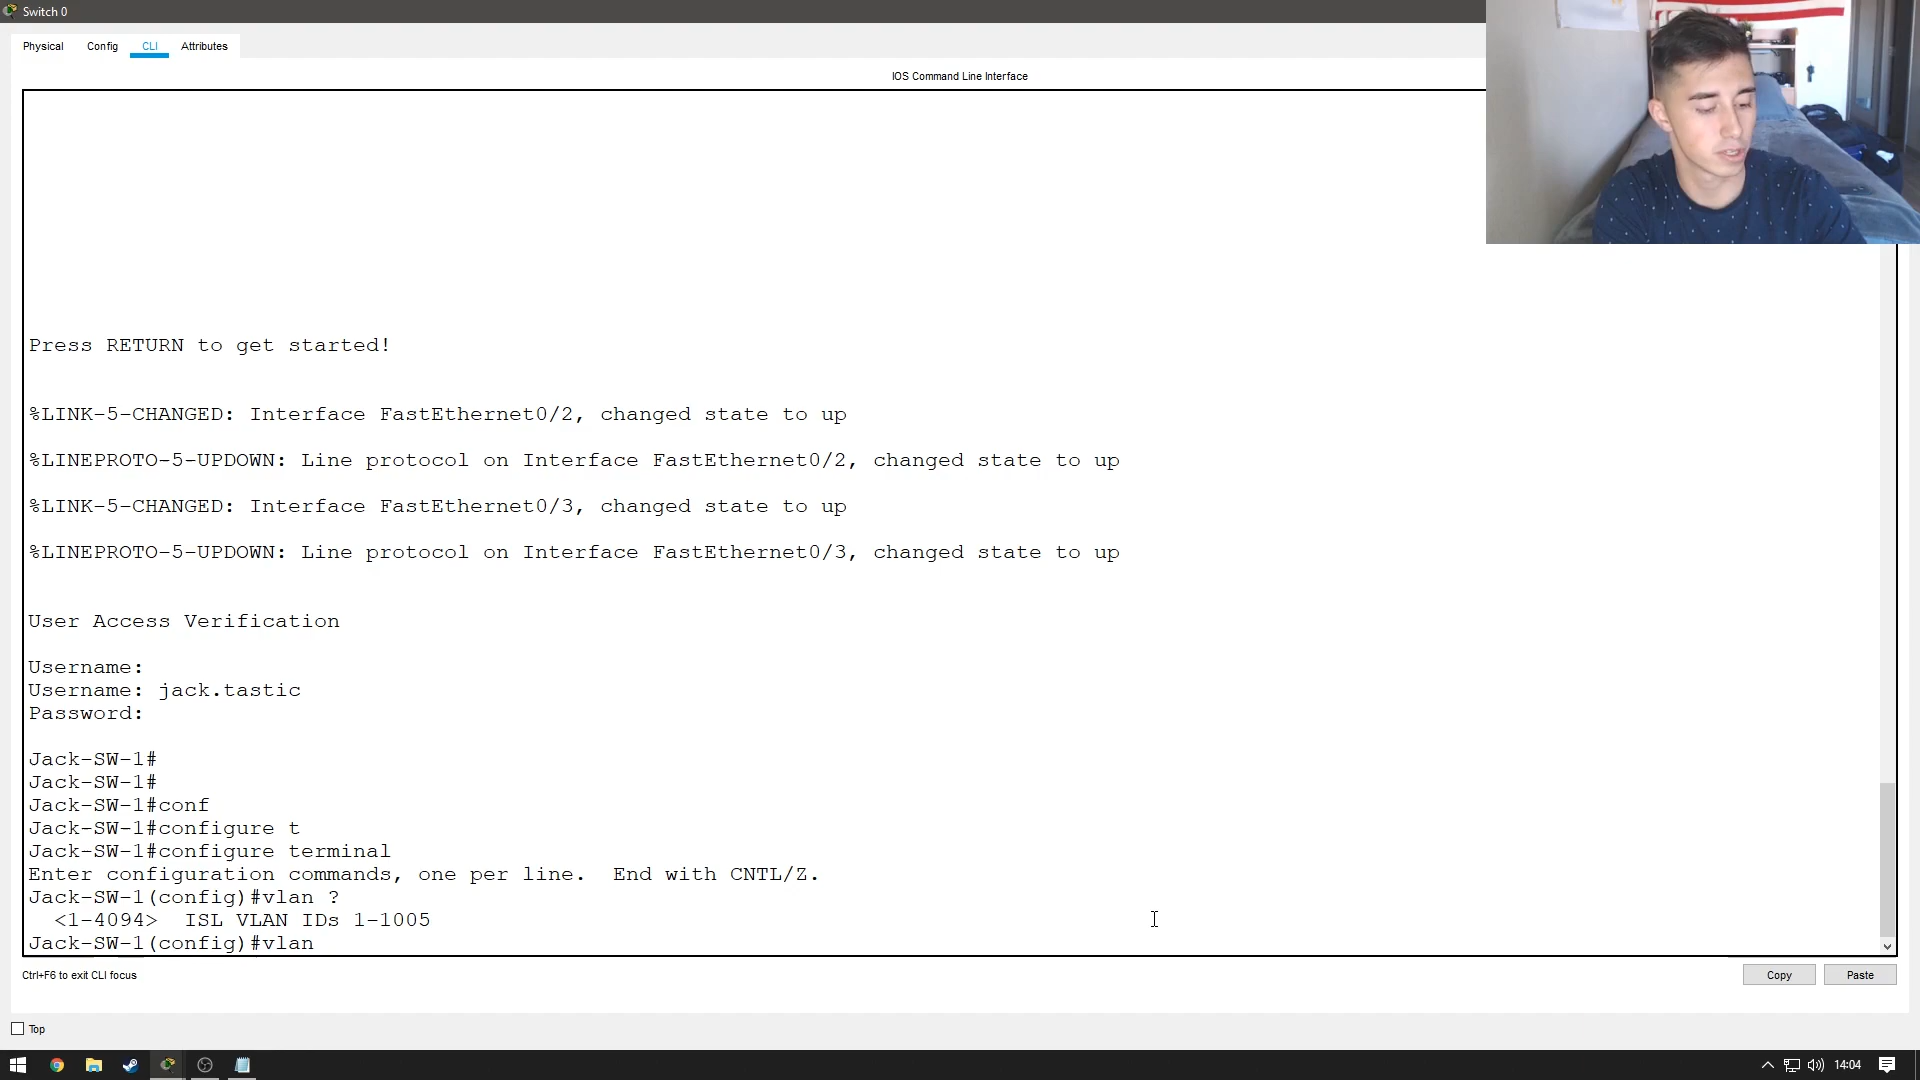 Switch 0
Physical Config CLI Attributes
IOS Command Line Interface
Press RETURN to get started!
%LINK-5-CHANGED: Interface FastEthernet0/2, changed state to up
%LINEPROTO-5-UPDOWN: Line protocol on Interface FastEthernet0/2, changed state to up
%LINK-5-CHANGED: Interface FastEthernet0/3, changed state to up
%LINEPROTO-5-UPDOWN: Line protocol on Interface FastEthernet0/3, changed state to up
User Access Verification
Username:
Username: jack.tastic
Password:
Jack-SW-1#
Jack-SW-1#
Jack-SW-1#conf
Jack-SW-1#configure t
Jack-SW-1#configure terminal
Enter configuration commands, one per line.  End with CNTL/Z.
Jack-SW-1(config)#vlan ?
  <1-4094>  ISL VLAN IDs 1-1005
Jack-SW-1(config)#vlan
Ctrl+F6 to exit CLI focus
Copy Paste
Top
14:04